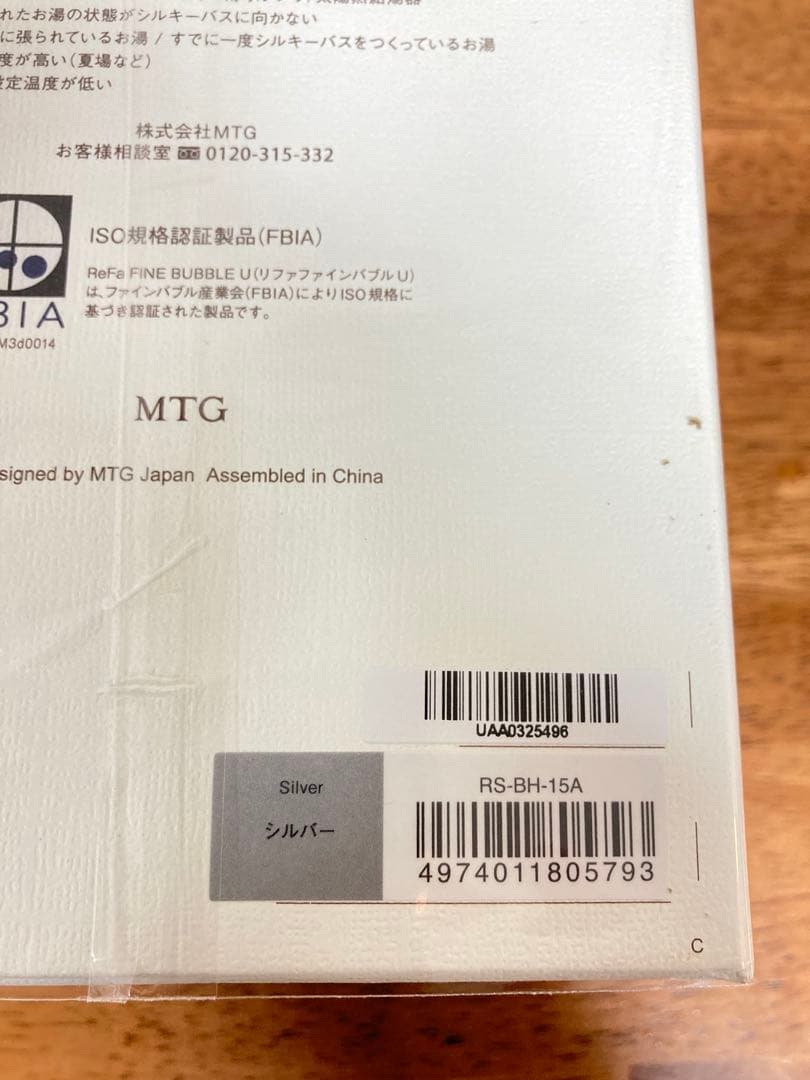 れたお湯の状態がシルキーバスに向かない
に張られているお湯 / すでに一度シルキーバスをつくっているお湯
度が高い(夏場など)
設定温度が低い
株式会社MTG
お客様相談室 0120-315-332
ISO規格認証製品(FBIA)
ReFa FINE BUBBLE U(リファファインバブル U)
は、ファインバブル産業会(FBIA)によりISO規格に
基づき認証された製品です。
BIA
M3d0014
MTG
signed by MTG Japan Assembled in China
UAA0325496
Silver
シルバー
RS-BH-15A
4974011805793
C